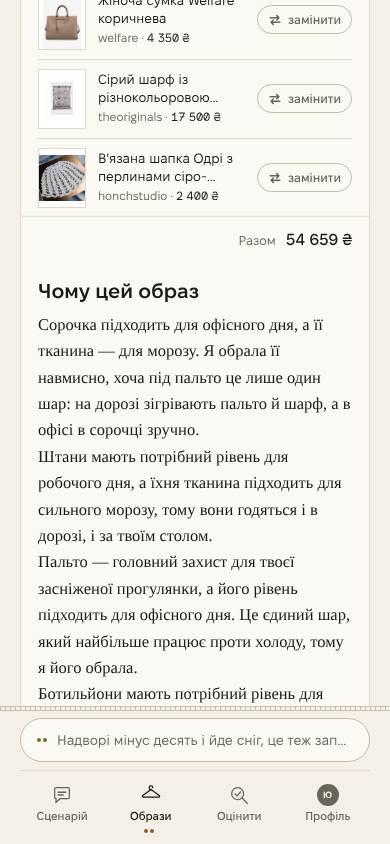 Жіноча сумка Welfare
коричнева
welfare · 4 350 ₴
замінити
Сірий шарф із
різнокольоровою…
theoriginals · 17 500 ₴
замінити
В'язана шапка Одрі з
перлинами сіро-…
honchstudio · 2 400 ₴
замінити
Разом 54 659 ₴
Чому цей образ
Сорочка підходить для офісного дня, а її
тканина — для морозу. Я обрала її
навмисно, хоча під пальто це лише один
шар: на дорозі зігрівають пальто й шарф, а в
офісі в сорочці зручно.
Штани мають потрібний рівень для
робочого дня, а їхня тканина підходить для
сильного морозу, тому вони годяться і в
дорозі, і за твоїм столом.
Пальто — головний захист для твоєї
засніженої прогулянки, а його рівень
підходить для офісного дня. Це єдиний шар,
який найбільше працює проти холоду, тому
я його обрала.
Ботильйони мають потрібний рівень для
Надворі мінус десять і йде сніг, це теж зап…
Сценарій
Образи
Оцінити
Ю
Профіль